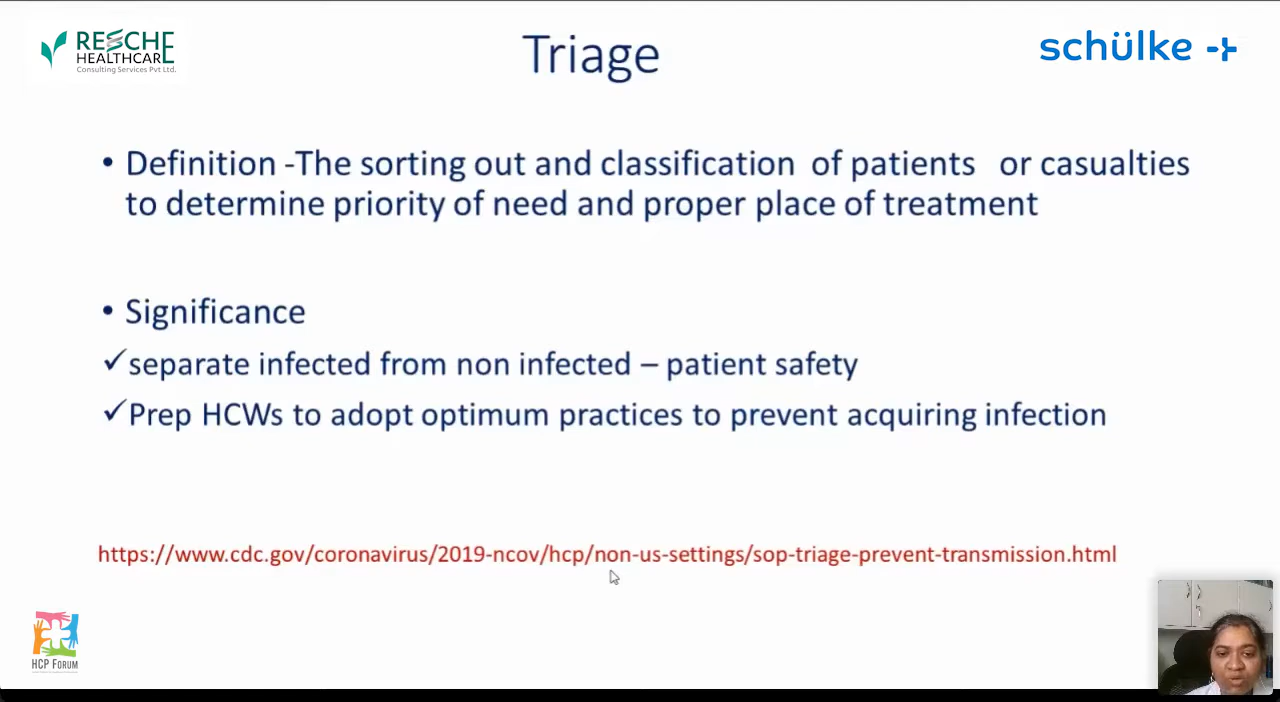 RESCHE
HEALTHCARE
Consulting Services Pvt Ltd.
Triage
schülke -+
• Definition -The sorting out and classification of patients or casualties
to determine priority of need and proper place of treatment
• Significance
✓separate infected from non infected – patient safety
✓Prep HCWs to adopt optimum practices to prevent acquiring infection
https://www.cdc.gov/coronavirus/2019-ncov/hcp/non-us-settings/sop-triage-prevent-transmission.html
HCP FORUM